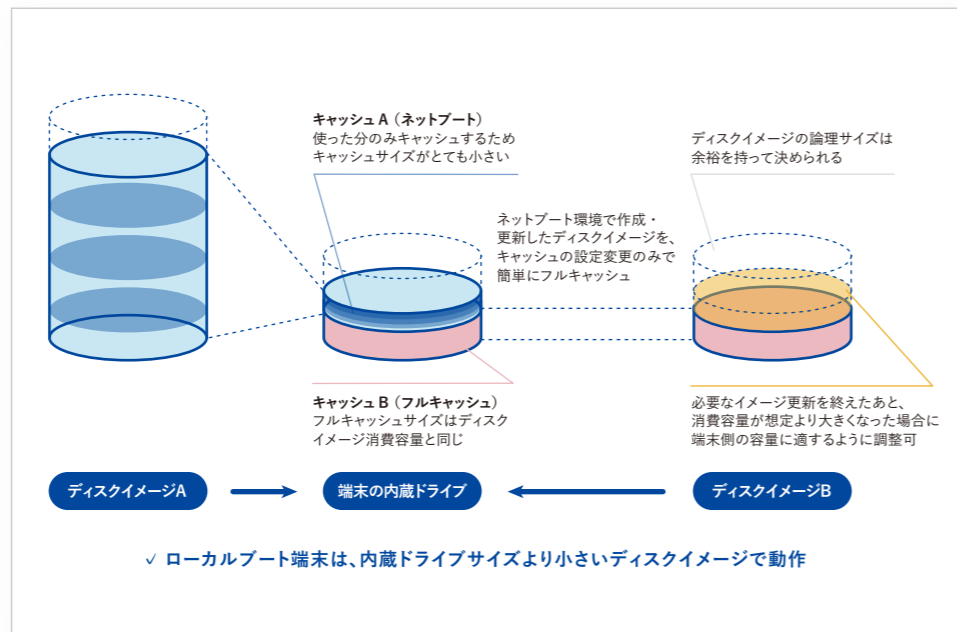 キャッシュ A（ネットブート）
使った分のみキャッシュするため
キャッシュサイズがとても小さい
ディスクイメージの論理サイズは
余裕を持って決められる
ネットブート環境で作成・
更新したディスクイメージを、
キャッシュの設定変更のみで
簡単にフルキャッシュ
キャッシュ B（フルキャッシュ）
フルキャッシュサイズはディスク
イメージ消費容量と同じ
必要なイメージ更新を終えたあと、
消費容量が想定より大きくなった場合に
端末側の容量に適するように調整可
ディスクイメージA
端末の内蔵ドライブ
ディスクイメージB
✓ ローカルブート端末は、内蔵ドライブサイズより小さいディスクイメージで動作